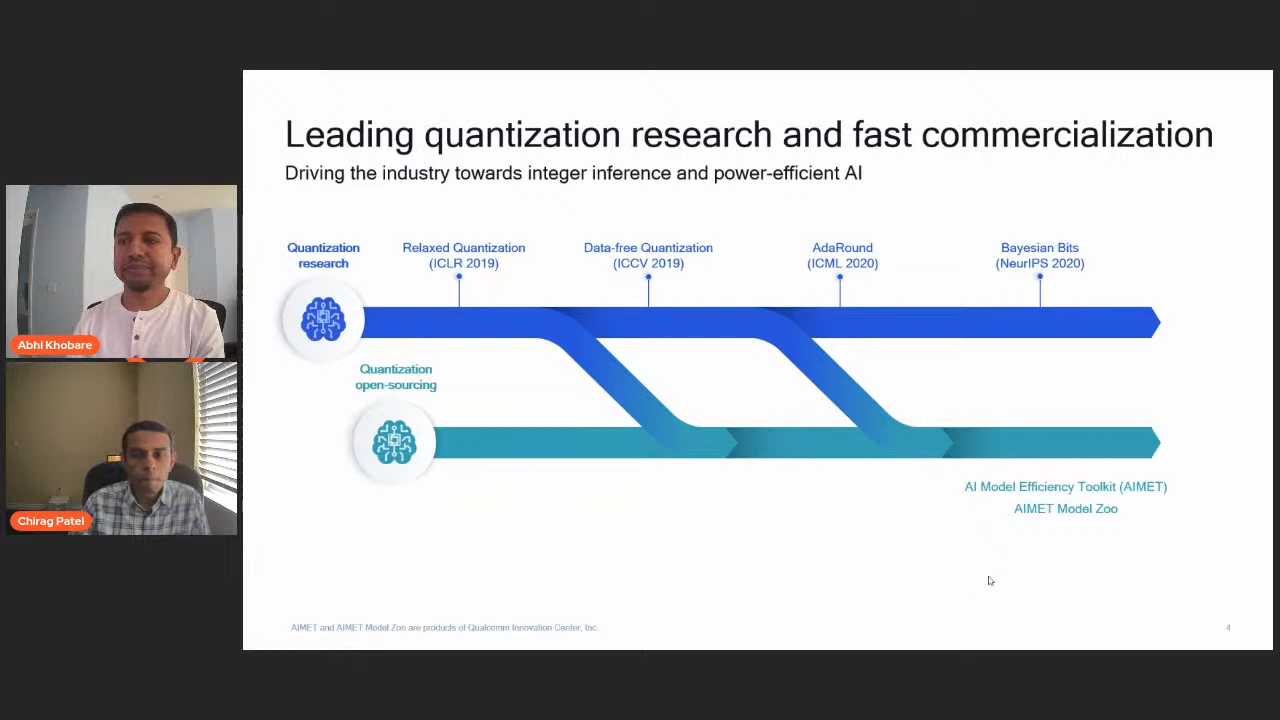 Leading quantization research and fast commercialization
Driving the industry towards integer inference and power-efficient AI
Quantization
research
Relaxed Quantization
(ICLR 2019)
Data-free Quantization
(ICCV 2019)
AdaRound
(ICML 2020)
Bayesian Bits
(NeurIPS 2020)
Abhi Khobare
Quantization
open-sourcing
AI Model Efficiency Toolkit (AIMET)
AIMET Model Zoo
Chirag Patel
AIMET and AIMET Model Zoo are products of Qualcomm Innovation Center, Inc.
4